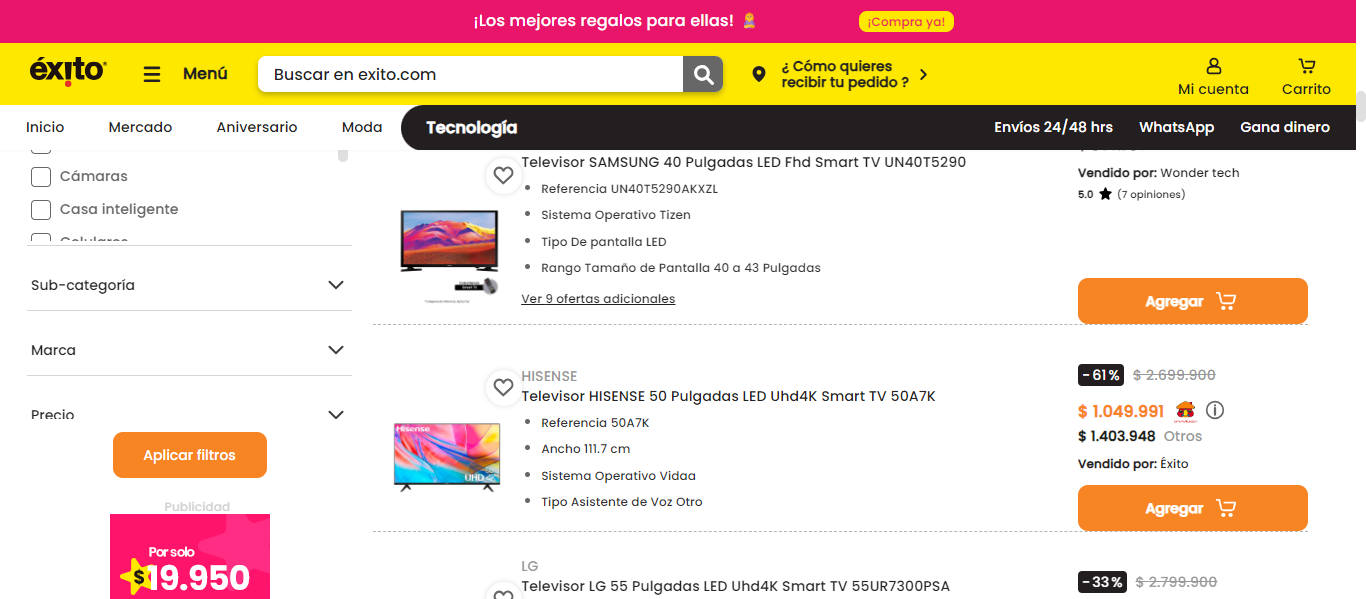 ¡Los mejores regalos para ellas!
¡Compra ya!
éxito
Menú
Buscar en exito.com
¿ Cómo quieres
recibir tu pedido ?
Mi cuenta
Carrito
Inicio
Mercado
Aniversario
Moda
Tecnología
Envíos 24/48 hrs
WhatsApp
Gana dinero
Cámaras
Casa inteligente
Celulares
Sub-categoría
Marca
Precio
Aplicar filtros
Publicidad
Por solo
$19.950
Televisor SAMSUNG 40 Pulgadas LED Fhd Smart TV UN40T5290
Referencia UN40T5290AKXZL
Sistema Operativo Tizen
Tipo De pantalla LED
Rango Tamaño de Pantalla 40 a 43 Pulgadas
Ver 9 ofertas adicionales
Vendido por: Wonder tech
5.0 ★ (7 opiniones)
Agregar
HISENSE
Televisor HISENSE 50 Pulgadas LED Uhd4K Smart TV 50A7K
Referencia 50A7K
Ancho 111.7 cm
Sistema Operativo Vidaa
Tipo Asistente de Voz Otro
Hisense
UHD
-61% $ 2.699.900
$ 1.049.991
$ 1.403.948 Otros
Vendido por: Éxito
Agregar
LG
Televisor LG 55 Pulgadas LED Uhd4K Smart TV 55UR7300PSA
-33% $ 2.799.900